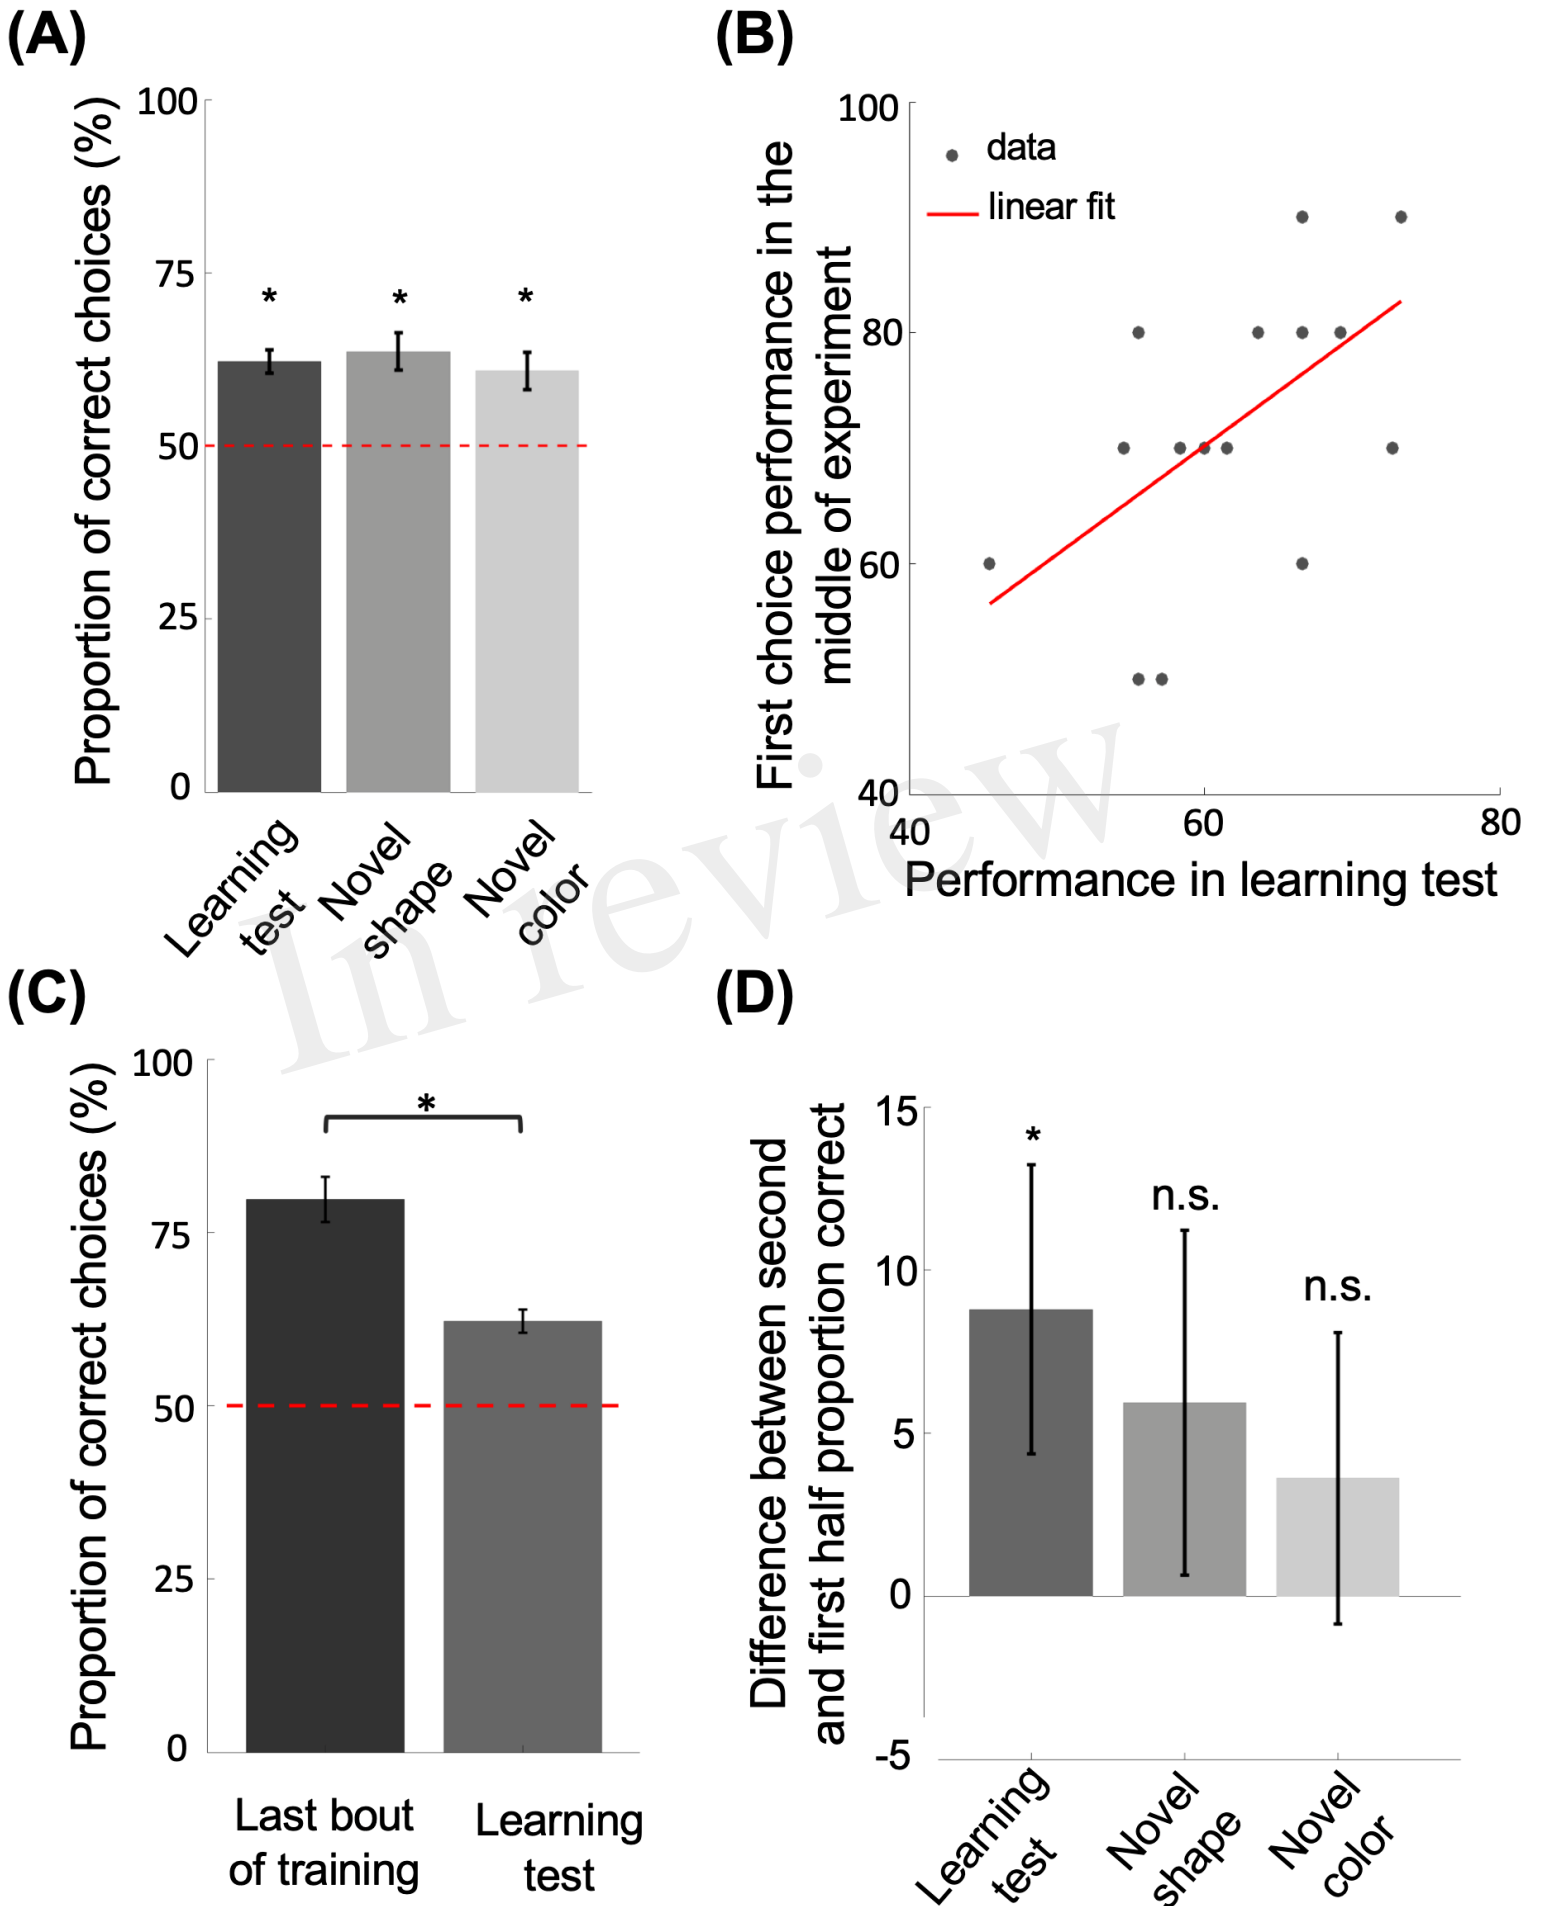 (A)
Proportion of correct choices (%)
100
75
50
25
0
*
*
*
Learning
test
Novel
shape
Novel
color
(B)
First choice performance in the
middle of experiment
100
80
60
40
data
linear fit
40
60
80
Performance in learning test
In review
(C)
Proportion of correct choices (%)
100
75
50
25
0
*
Last bout
of training
Learning
test
(D)
Difference between second
and first half proportion correct
15
10
5
0
-5
*
n.s.
n.s.
Learning
test
Novel
shape
Novel
color